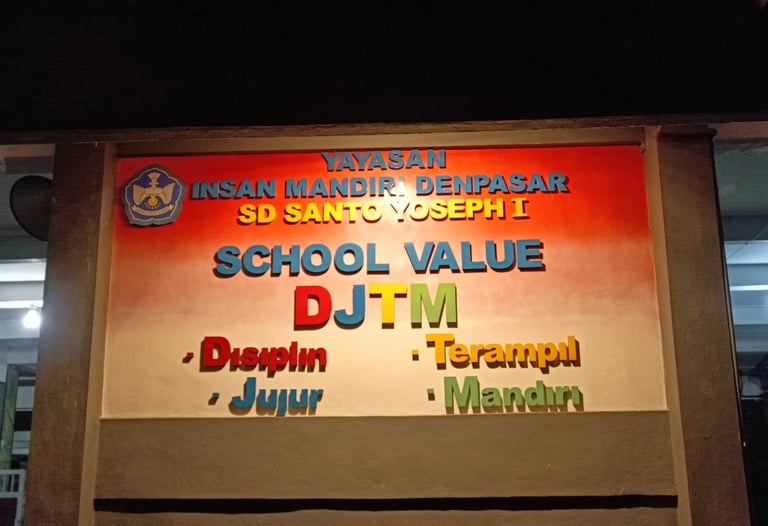 YAYASAN
INSAN MANDIRI DENPASAR
SD SANTO YOSEPH I
SCHOOL VALUE
DJTM
· Disiplin
· Terampil
· Jujur
· Mandiri